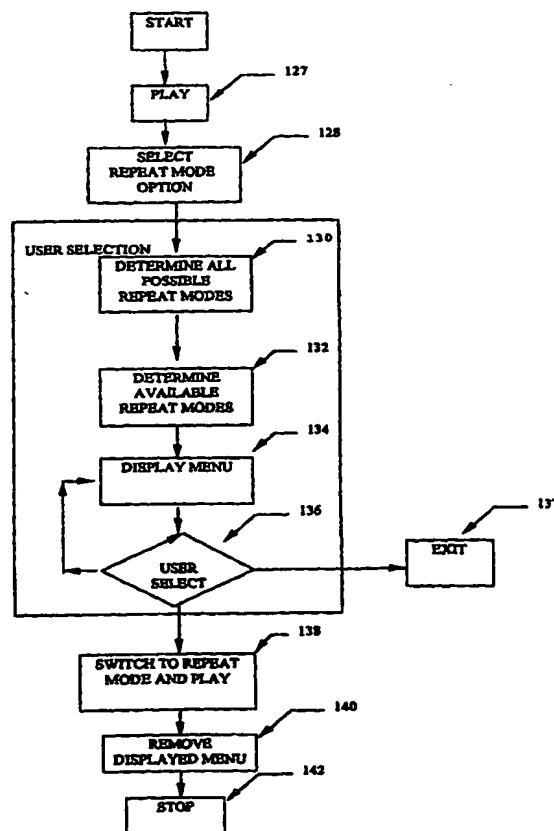 START
127
PLAY
128
SELECT
REPEAT MODE
OPTION
USER SELECTION
130
DETERMINE ALL
POSSIBLE
REPEAT MODES
132
DETERMINE
AVAILABLE
REPEAT MODES
134
DISPLAY MENU
136
USER
SELECT
EXIT
138
SWITCH TO REPEAT
MODE AND PLAY
140
REMOVE
DISPLAYED MENU
142
STOP